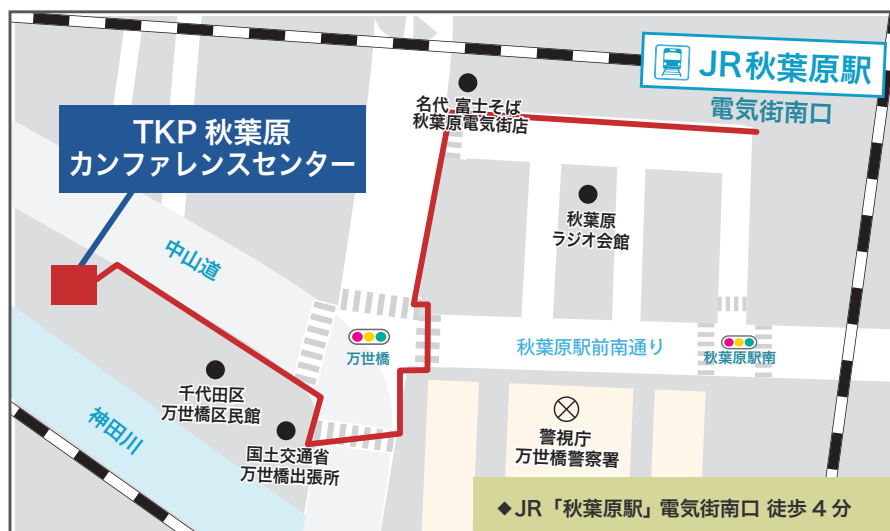 JR秋葉原駅
電気街南口
名代 富士そば
秋葉原電気街店
TKP 秋葉原
カンファレンスセンター
秋葉原
ラジオ会館
中山道
万世橋
秋葉原駅前南通り
秋葉原駅南
千代田区
万世橋区民館
神田川
国土交通省
万世橋出張所
警視庁
万世橋警察署
◆JR「秋葉原駅」電気街南口 徒歩 4 分